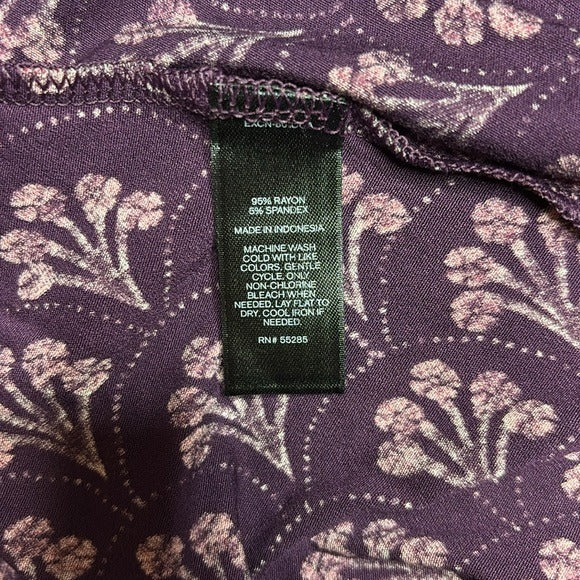 95% RAYON
5% SPANDEX
MADE IN INDONESIA
MACHINE WASH
COLD WITH LIKE
COLORS, GENTLE
CYCLE, ONLY
NON-CHLORINE
BLEACH WHEN
NEEDED. LAY FLAT TO
DRY. COOL IRON IF
NEEDED.
RN# 55285